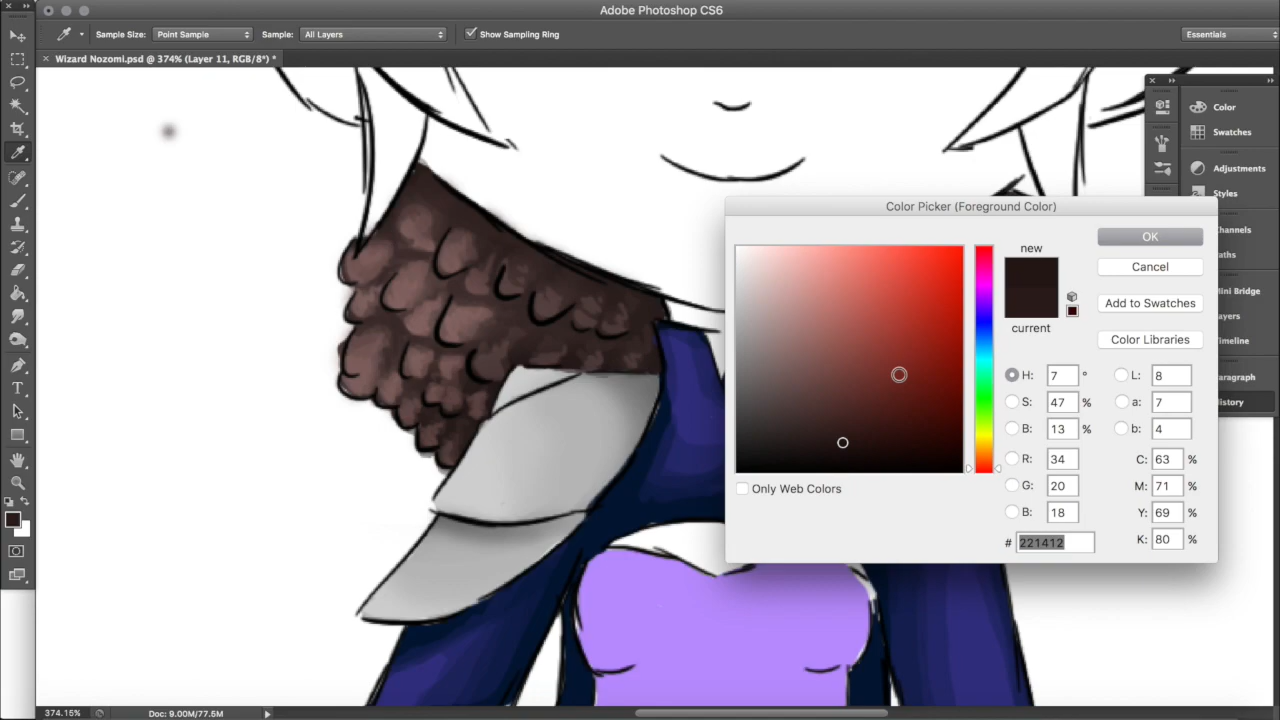 Adobe Photoshop CS6
Sample Size: Point Sample Sample: All Layers Show Sampling Ring Essentials
Wizard Nozomi.psd @ 374% (Layer 11, RGB/8*) *
Color
Swatches
Adjustments
Styles
hannels
aths
Mini Bridge
ayers
Timeline
aragraph
istory
Color Picker (Foreground Color)
new
current
OK
Cancel
Add to Swatches
Color Libraries
H: 7 ° L: 8
S: 47 % a: 7
B: 13 % b: 4
R: 34 C: 63 %
G: 20 M: 71 %
B: 18 Y: 69 %
# 221412 K: 80 %
Only Web Colors
T
374.15% Doc: 9.00M/77.5M